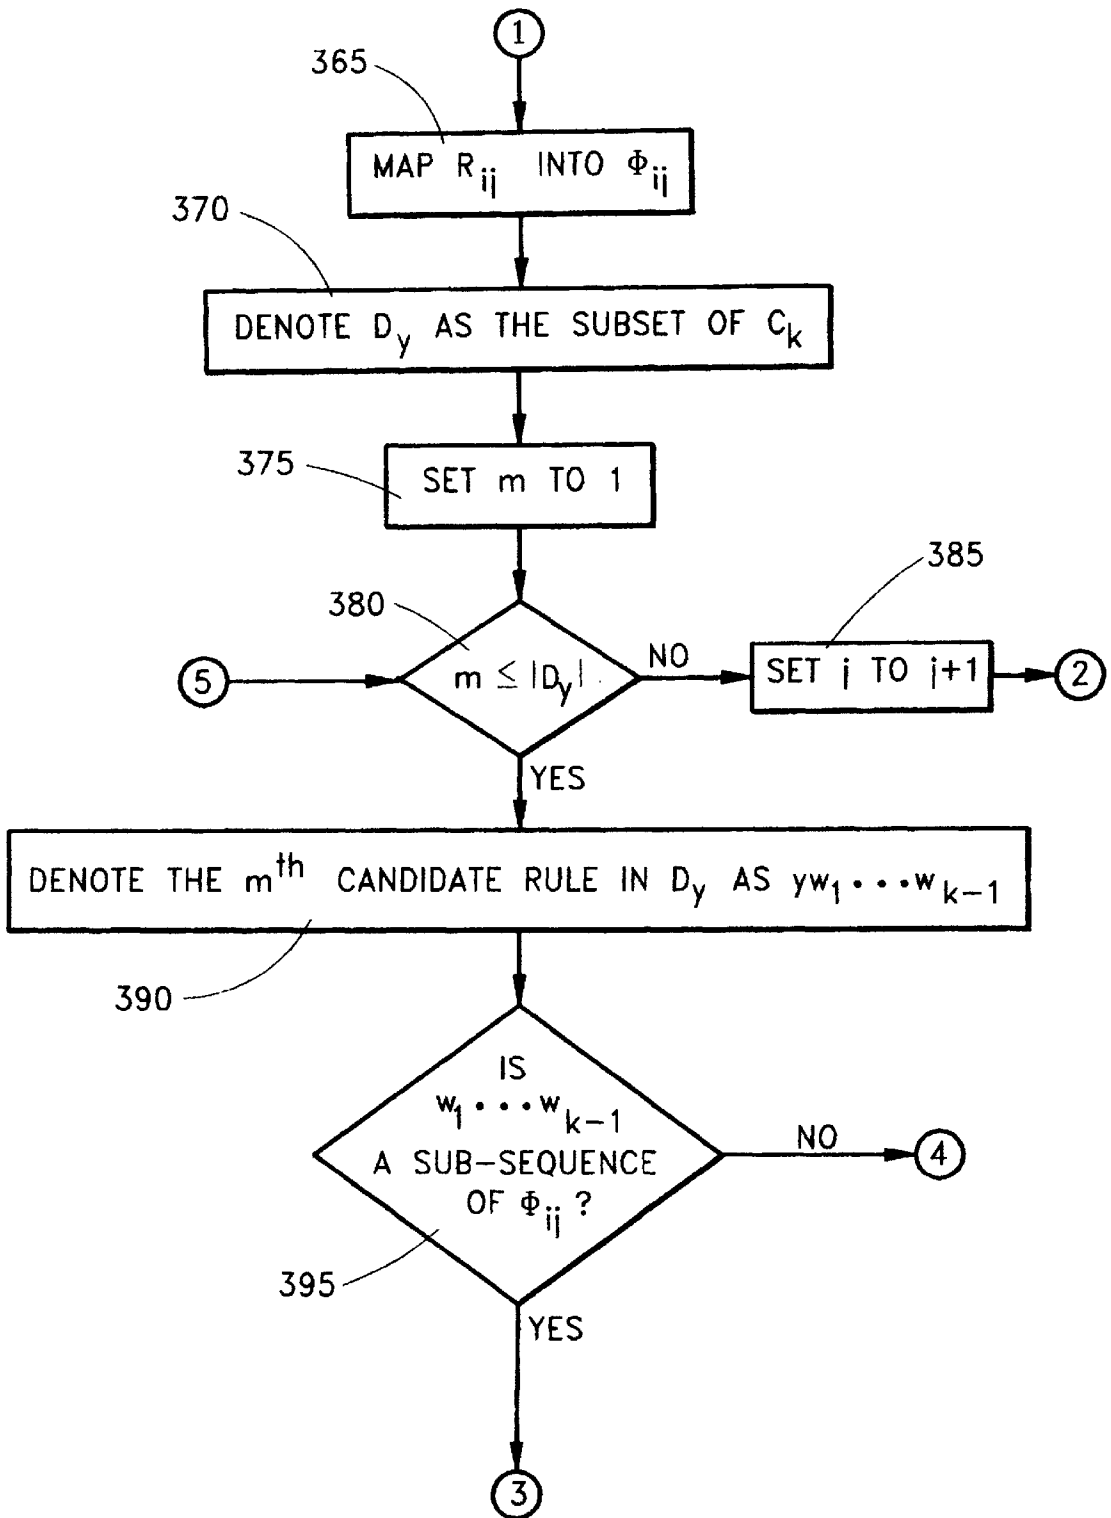 1
365
MAP R_ij INTO Φ_ij
370
DENOTE D_y AS THE SUBSET OF C_k
375
SET m TO 1
385
380
5
m ≤ |D_y|
NO
SET j TO j+1
2
YES
DENOTE THE m^th CANDIDATE RULE IN D_y AS yw_1 • • • w_k-1
390
IS
w_1 • • • w_k-1
A SUB-SEQUENCE
OF Φ_ij ?
NO
4
395
YES
3